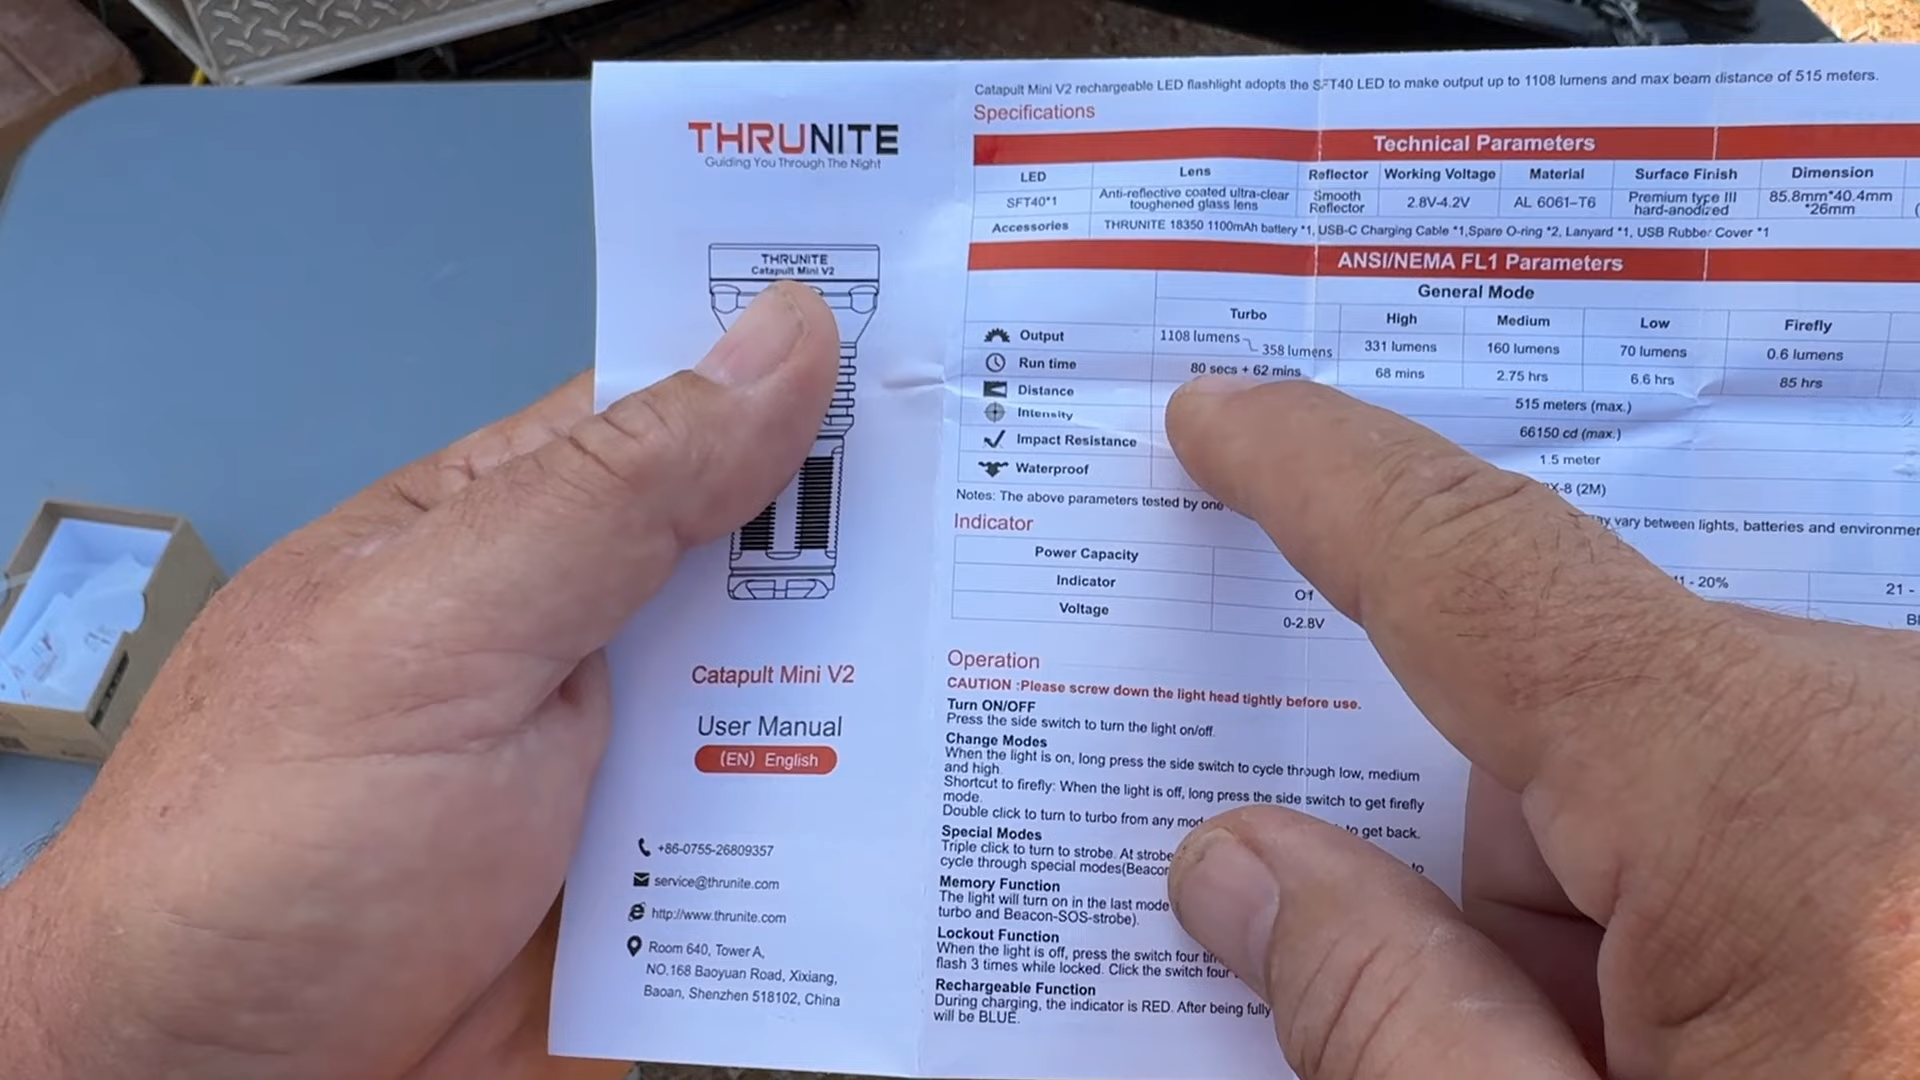 THRUNITE
Guiding You Through The Night
THRUNITE
Catapult Mini V2
Catapult Mini V2
User Manual
(EN) English
+86-0755-26809357
service@thrunite.com
http://www.thrunite.com
Room 640, Tower A,
NO.168 Baoyuan Road, Xixiang,
Baoan, Shenzhen 518102, China
Catapult Mini V2 rechargeable LED flashlight adopts the SFT40 LED to make output up to 1108 lumens and max beam distance of 515 meters.
Specifications
Technical Parameters
LED Lens Reflector Working Voltage Material Surface Finish Dimension
SFT40*1 Anti-reflective coated ultra-clear toughened glass lens Smooth Reflector 2.8V-4.2V AL 6061-T6 Premium type III hard-anodized 85.8mm*40.4mm *26mm
Accessories THRUNITE 18350 1100mAh battery *1, USB-C Charging Cable *1,Spare O-ring *2, Lanyard *1, USB Rubber Cover *1
ANSI/NEMA FL1 Parameters
General Mode
Turbo High Medium Low Firefly
Output 1108 lumens 358 lumens 331 lumens 160 lumens 70 lumens 0.6 lumens
Run time 80 secs + 62 mins 68 mins 2.75 hrs 6.6 hrs 85 hrs
Distance 515 meters (max.)
Intensity 66150 cd (max.)
Impact Resistance 1.5 meter
Waterproof X-8 (2M)
Notes: The above parameters tested by one vary between lights, batteries and
Indicator
Power Capacity - 20% 21 -
Indicator
Voltage 0-2.8V
Operation
CAUTION :Please screw down the light head tightly before use.
Turn ON/OFF
Press the side switch to turn the light on/off.
Change Modes
When the light is on, long press the side switch to cycle through low, medium
and high.
Shortcut to firefly: When the light is off, long press the side switch to get firefly
mode.
Double click to turn to turbo from any to get back.
Special Modes
Triple click to turn to strobe. At strobe to
cycle through special modes(Beacon
Memory Function
The light will turn on in the last mode
turbo and Beacon-SOS-strobe).
Lockout Function
When the light is off, press the switch four
flash 3 times while locked. Click the switch four
Rechargeable Function
During charging, the indicator is RED. After being fully
will be BLUE.